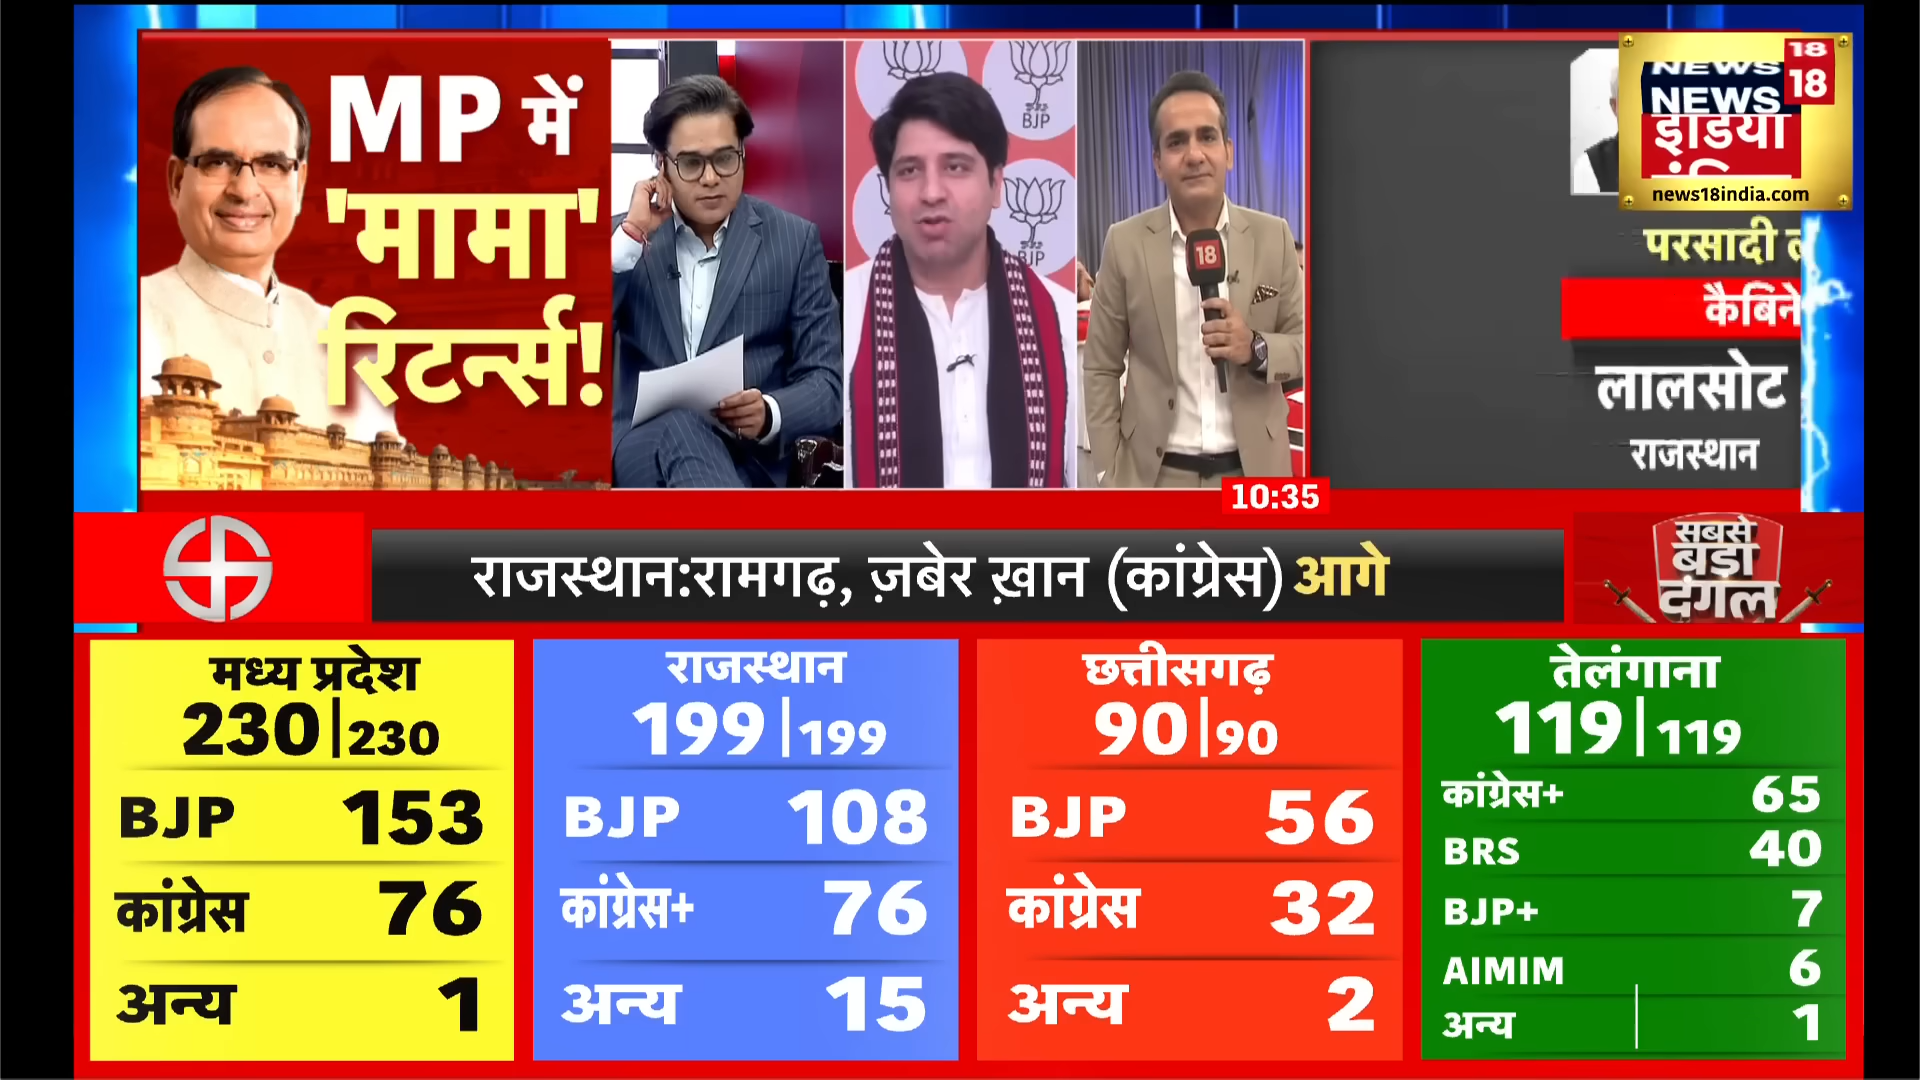 MP में
'मामा'
रिटर्न्स!
BJP
BJP
BJP
18
18
18
NEWS
NEWS
इंडिया
news18india.com
परसादी
लालसोट
राजस्थान
10:35
राजस्थान:रामगढ़, ज़बेर ख़ान (कांग्रेस) आगे
सबसे
बड़ा
दंगल
मध्य प्रदेश
230|230
BJP 153
कांग्रेस 76
अन्य 1
राजस्थान
199|199
BJP 108
कांग्रेस+ 76
अन्य 15
छत्तीसगढ़
90|90
BJP 56
कांग्रेस 32
अन्य 2
तेलंगाना
119|119
कांग्रेस+ 65
BRS 40
BJP+ 7
AIMIM 6
अन्य 1